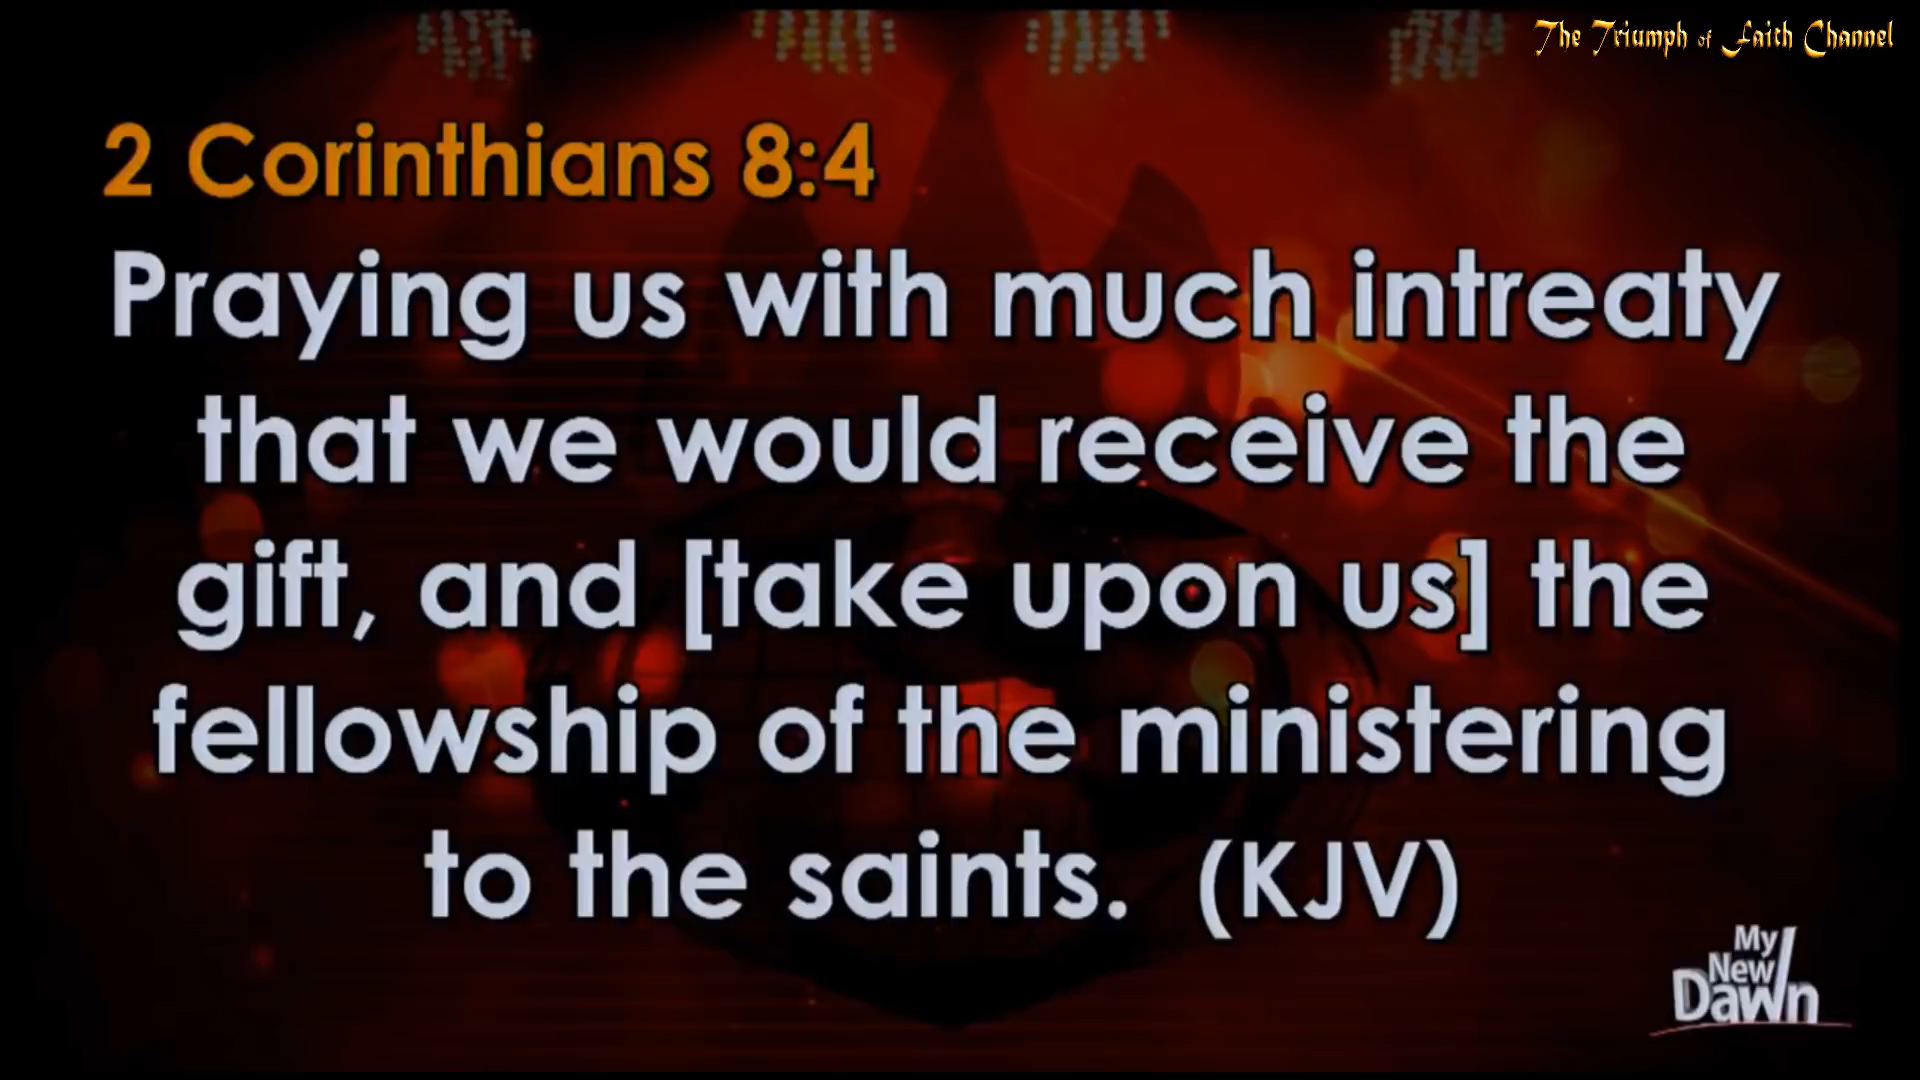 The Triumph of Faith Channel
2 Corinthians 8:4
Praying us with much intreaty
that we would receive the
gift, and [take upon us] the
fellowship of the ministering
to the saints. (KJV)
My
New
Dawn